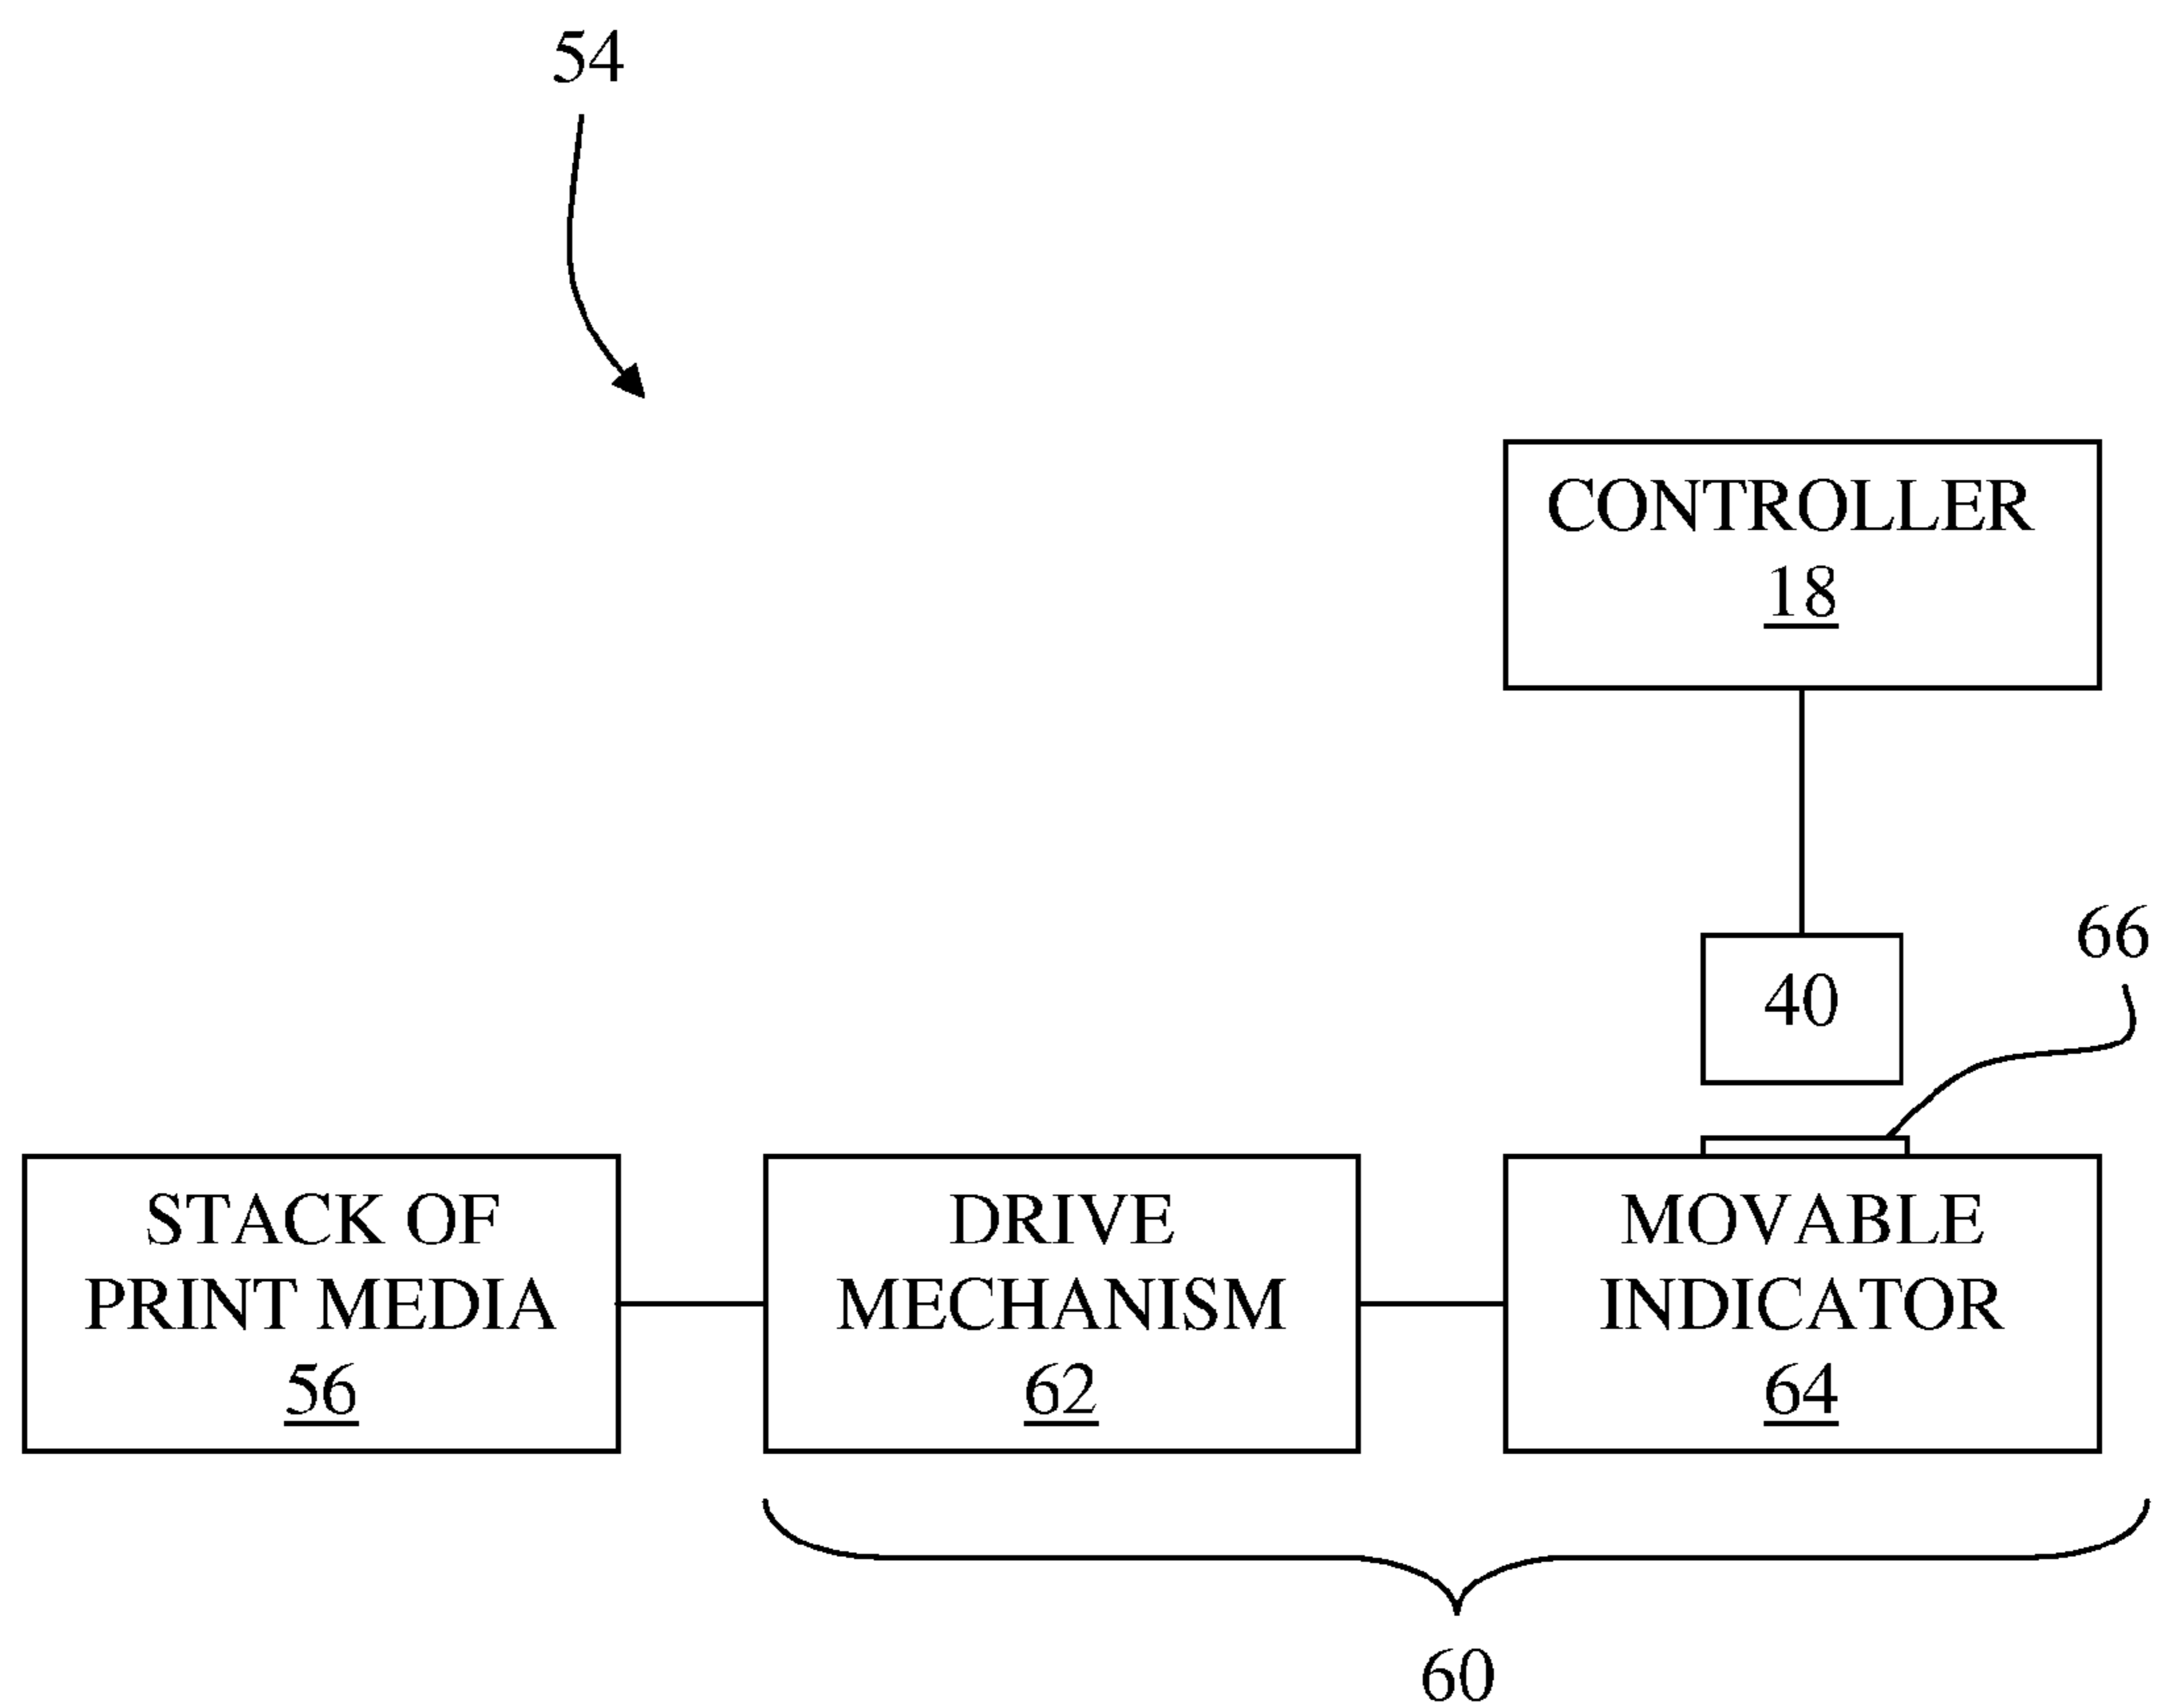 54
CONTROLLER
18
66
40
STACK OF
PRINT MEDIA
56
DRIVE
MECHANISM
62
MOVABLE
INDICATOR
64
60